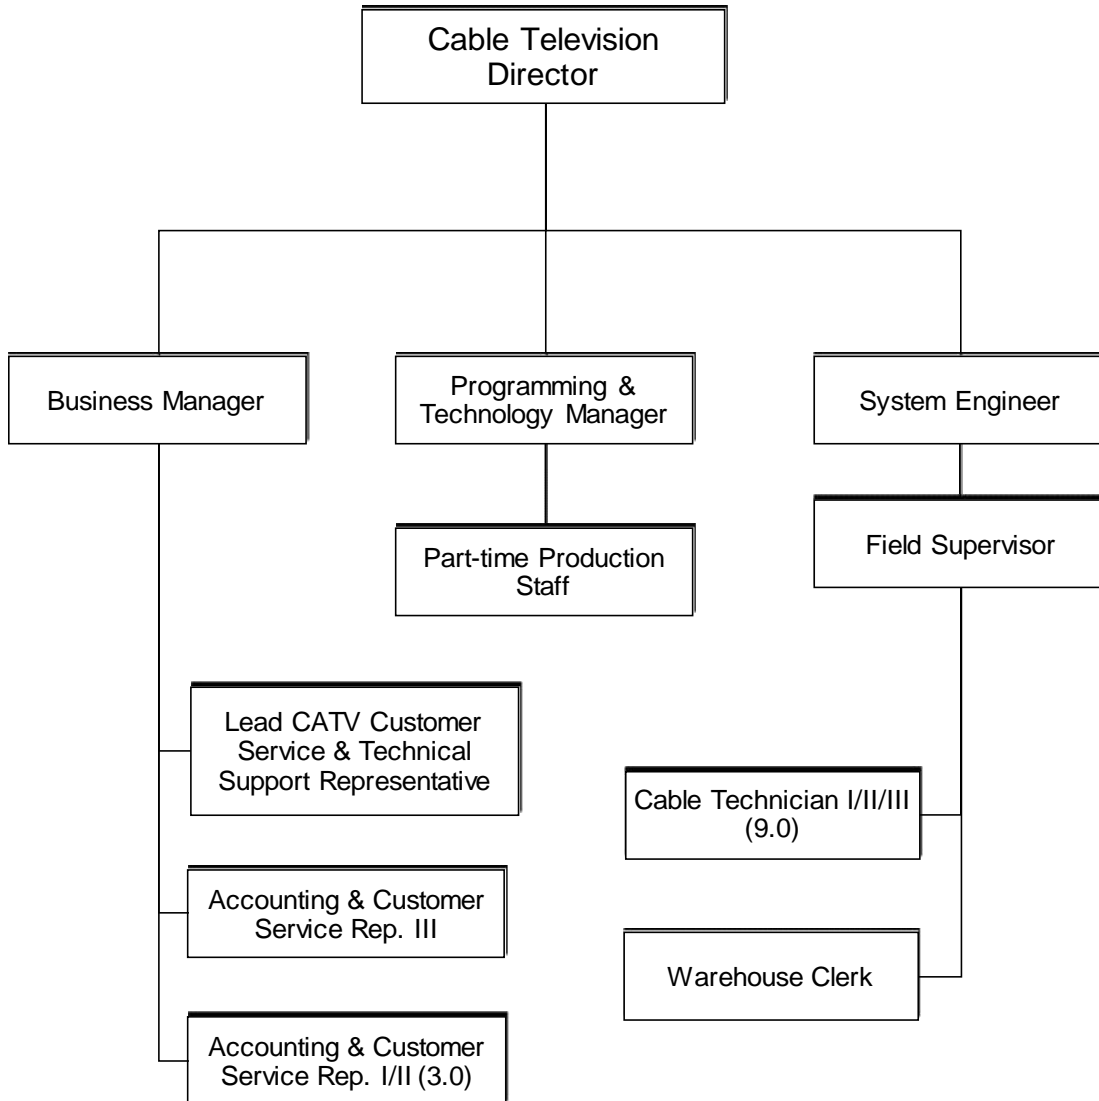 Cable Television
Director
Business Manager
Programming &
Technology Manager
System Engineer
Part-time Production
Staff
Field Supervisor
Lead CATV Customer
Service & Technical
Support Representative
Cable Technician I/II/III
(9.0)
Accounting & Customer
Service Rep. III
Warehouse Clerk
Accounting & Customer
Service Rep. I/II (3.0)